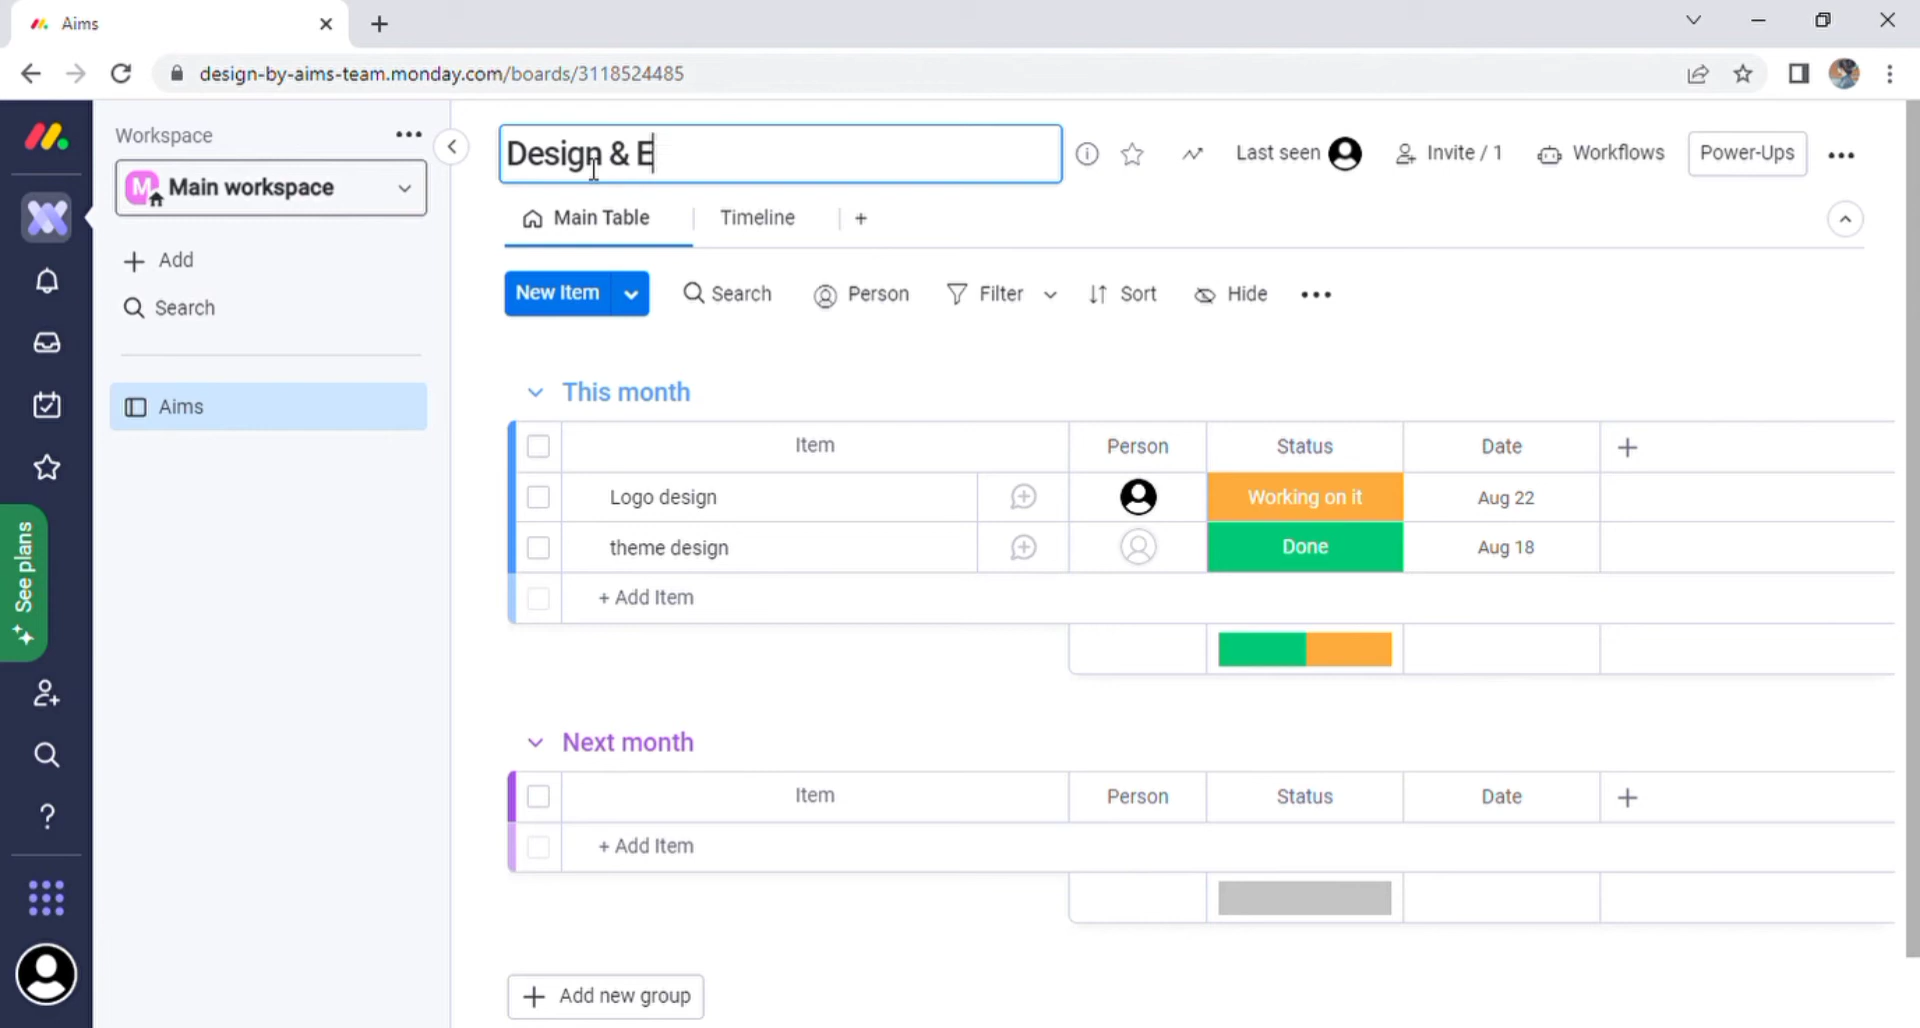 Aims
design-by-aims-team.monday.com/boards/3118524485
Workspace
M Main workspace
Add
Search
Aims
See plans
Design & E
Last seen
Invite / 1
Workflows
Power-Ups
Main Table
Timeline
New Item
Search
Person
Filter
Sort
Hide
This month
Item Person Status Date
Logo design Working on it Aug 22
theme design Done Aug 18
+ Add Item
Next month
Item Person Status Date
+ Add Item
Add new group